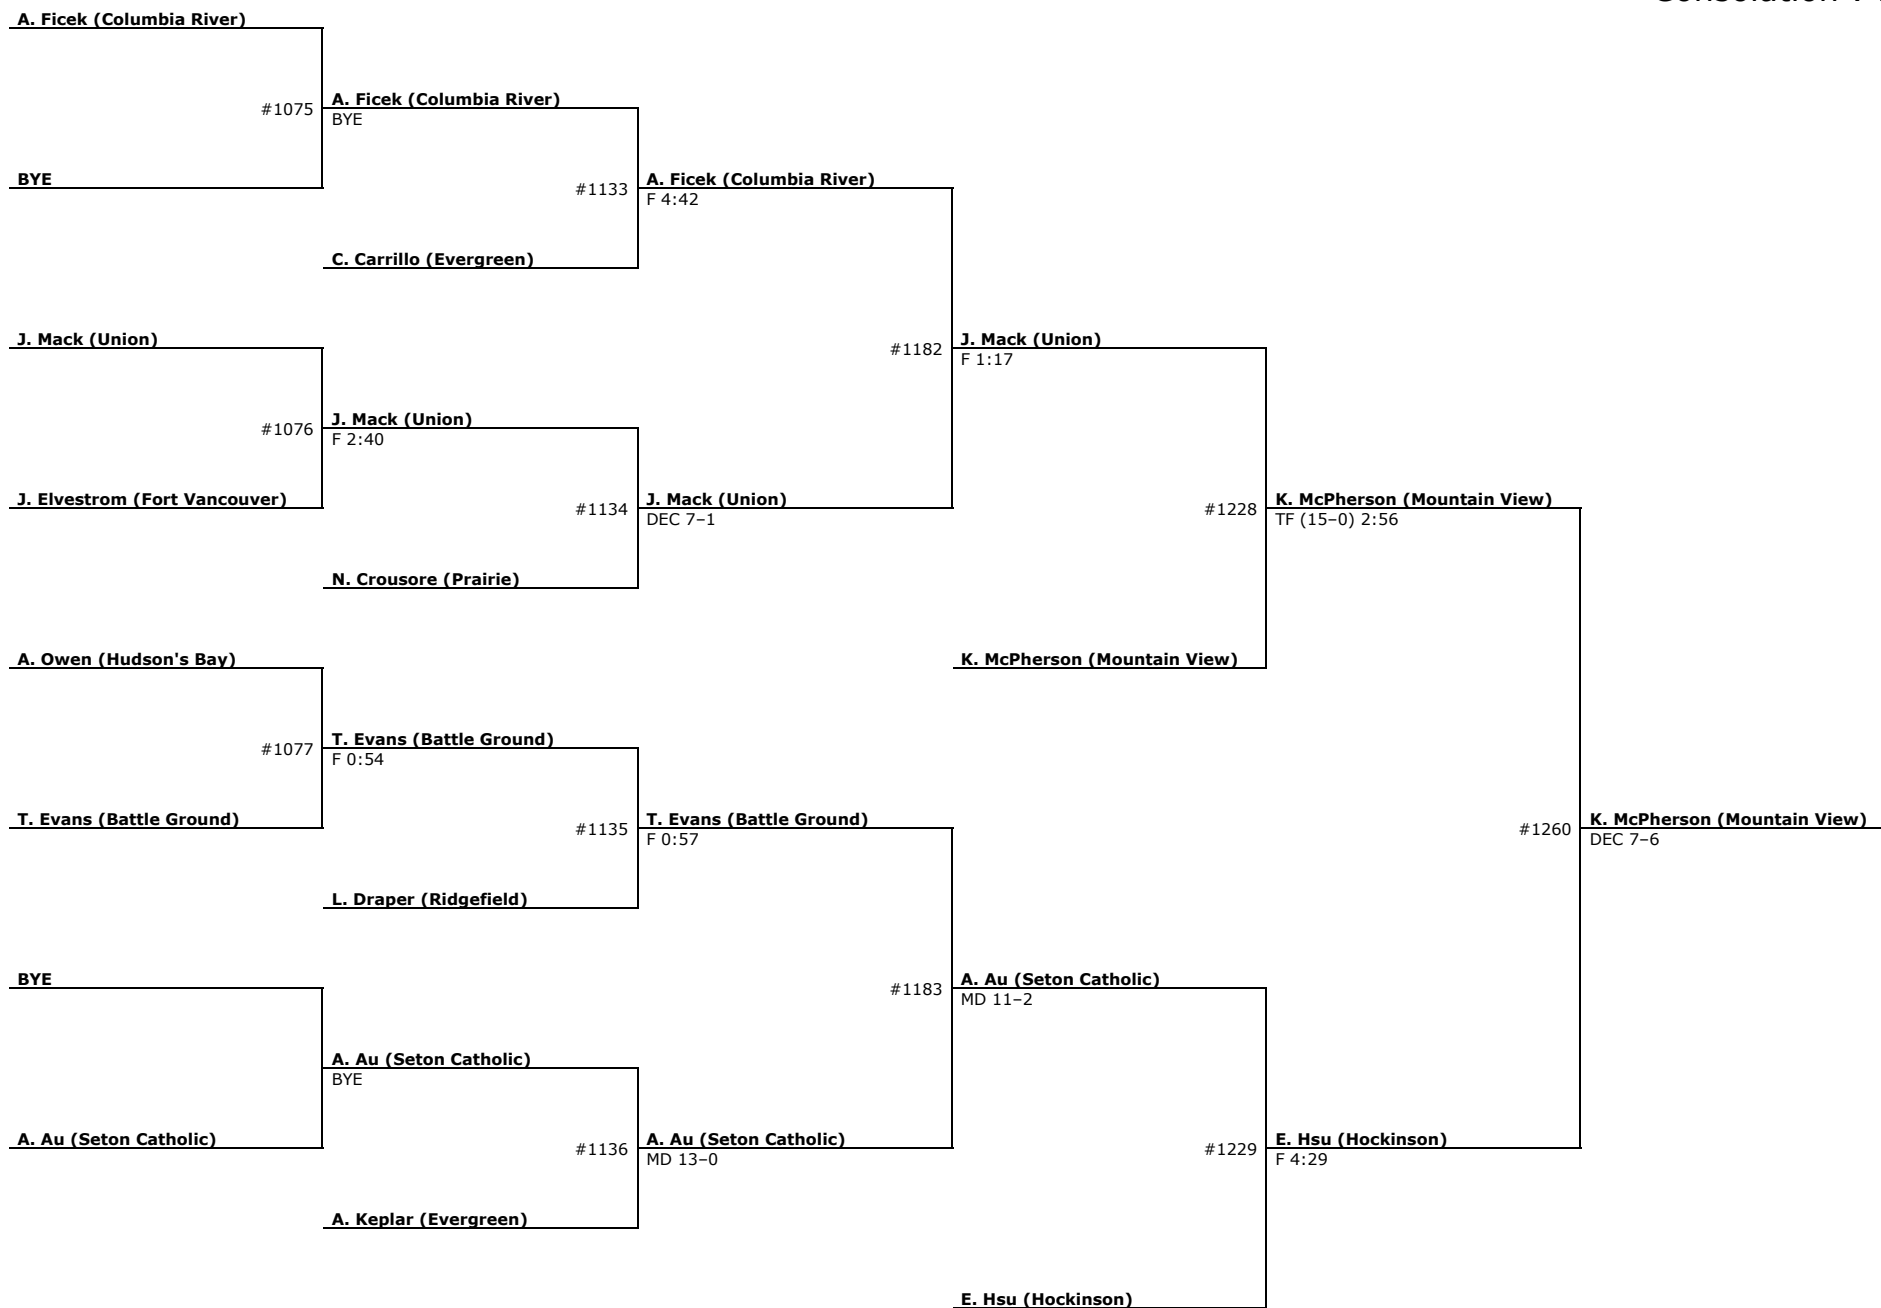 A. Ficek (Columbia River)
#1075
A. Ficek (Columbia River)
BYE
BYE
#1133
A. Ficek (Columbia River)
F 4:42
C. Carrillo (Evergreen)
J. Mack (Union)
#1182
J. Mack (Union)
F 1:17
#1076
J. Mack (Union)
F 2:40
J. Elvestrom (Fort Vancouver)
#1134
J. Mack (Union)
DEC 7–1
#1228
K. McPherson (Mountain View)
TF (15–0) 2:56
N. Crousore (Prairie)
A. Owen (Hudson's Bay)
K. McPherson (Mountain View)
#1077
T. Evans (Battle Ground)
F 0:54
T. Evans (Battle Ground)
#1135
T. Evans (Battle Ground)
F 0:57
#1260
K. McPherson (Mountain View)
DEC 7–6
L. Draper (Ridgefield)
BYE
#1183
A. Au (Seton Catholic)
MD 11–2
A. Au (Seton Catholic)
BYE
A. Au (Seton Catholic)
#1136
A. Au (Seton Catholic)
MD 13–0
#1229
E. Hsu (Hockinson)
F 4:29
A. Keplar (Evergreen)
E. Hsu (Hockinson)